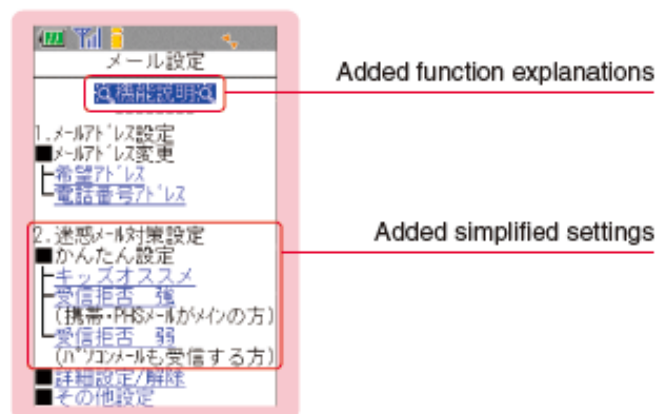 メール設定
機能説明
Added function explanations
1.ﾒｰﾙｱﾄﾞﾚｽ設定
■ﾒｰﾙｱﾄﾞﾚｽ変更
希望ｱﾄﾞﾚｽ
電話番号ｱﾄﾞﾚｽ
2.迷惑ﾒｰﾙ対策設定
Added simplified settings
■かんたん設定
キッズオススメ
受信拒否 強
(携帯・PHSﾒｰﾙがﾒｲﾝの方)
受信拒否 弱
(ﾊﾟｿｺﾝﾒｰﾙも受信する方)
■詳細設定/解除
■その他設定